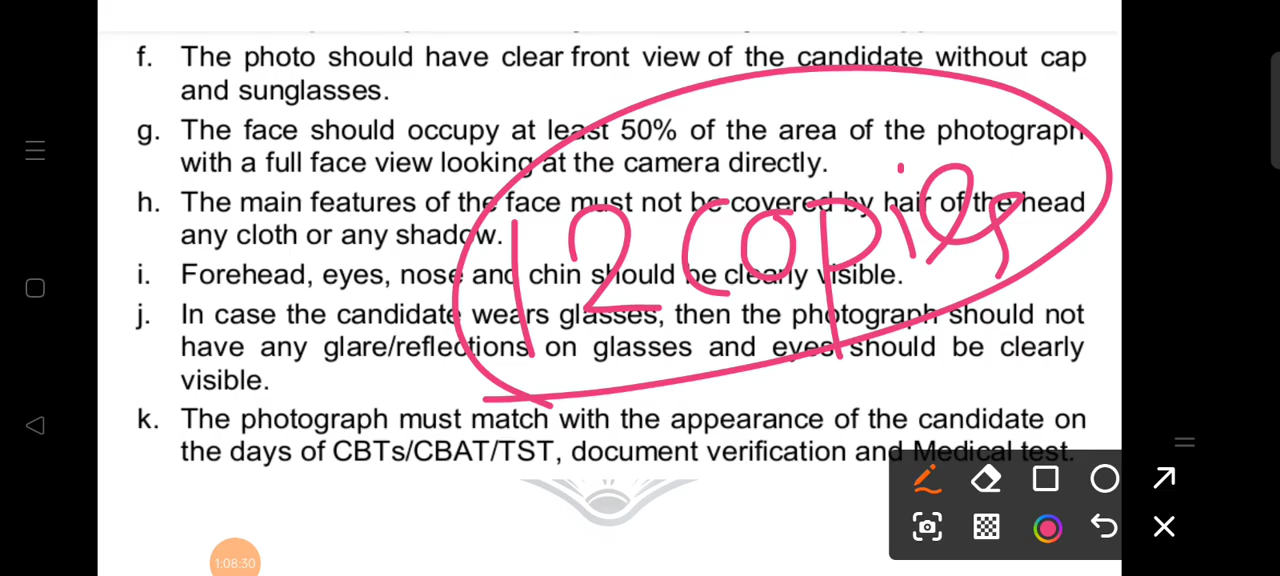 f. The photo should have clear front view of the candidate without cap
and sunglasses.
g. The face should occupy at least 50% of the area of the photograph
with a full face view looking at the camera directly.
h. The main features of the face must not be covered by hair of the head
any cloth or any shadow.
i. Forehead, eyes, nose and chin should be clearly visible.
j. In case the candidate wears glasses, then the photograph should not
have any glare/reflections on glasses and eyes should be clearly
visible.
k. The photograph must match with the appearance of the candidate on
the days of CBTs/CBAT/TST, document verification and Medical test.
12 copies
1:08:30